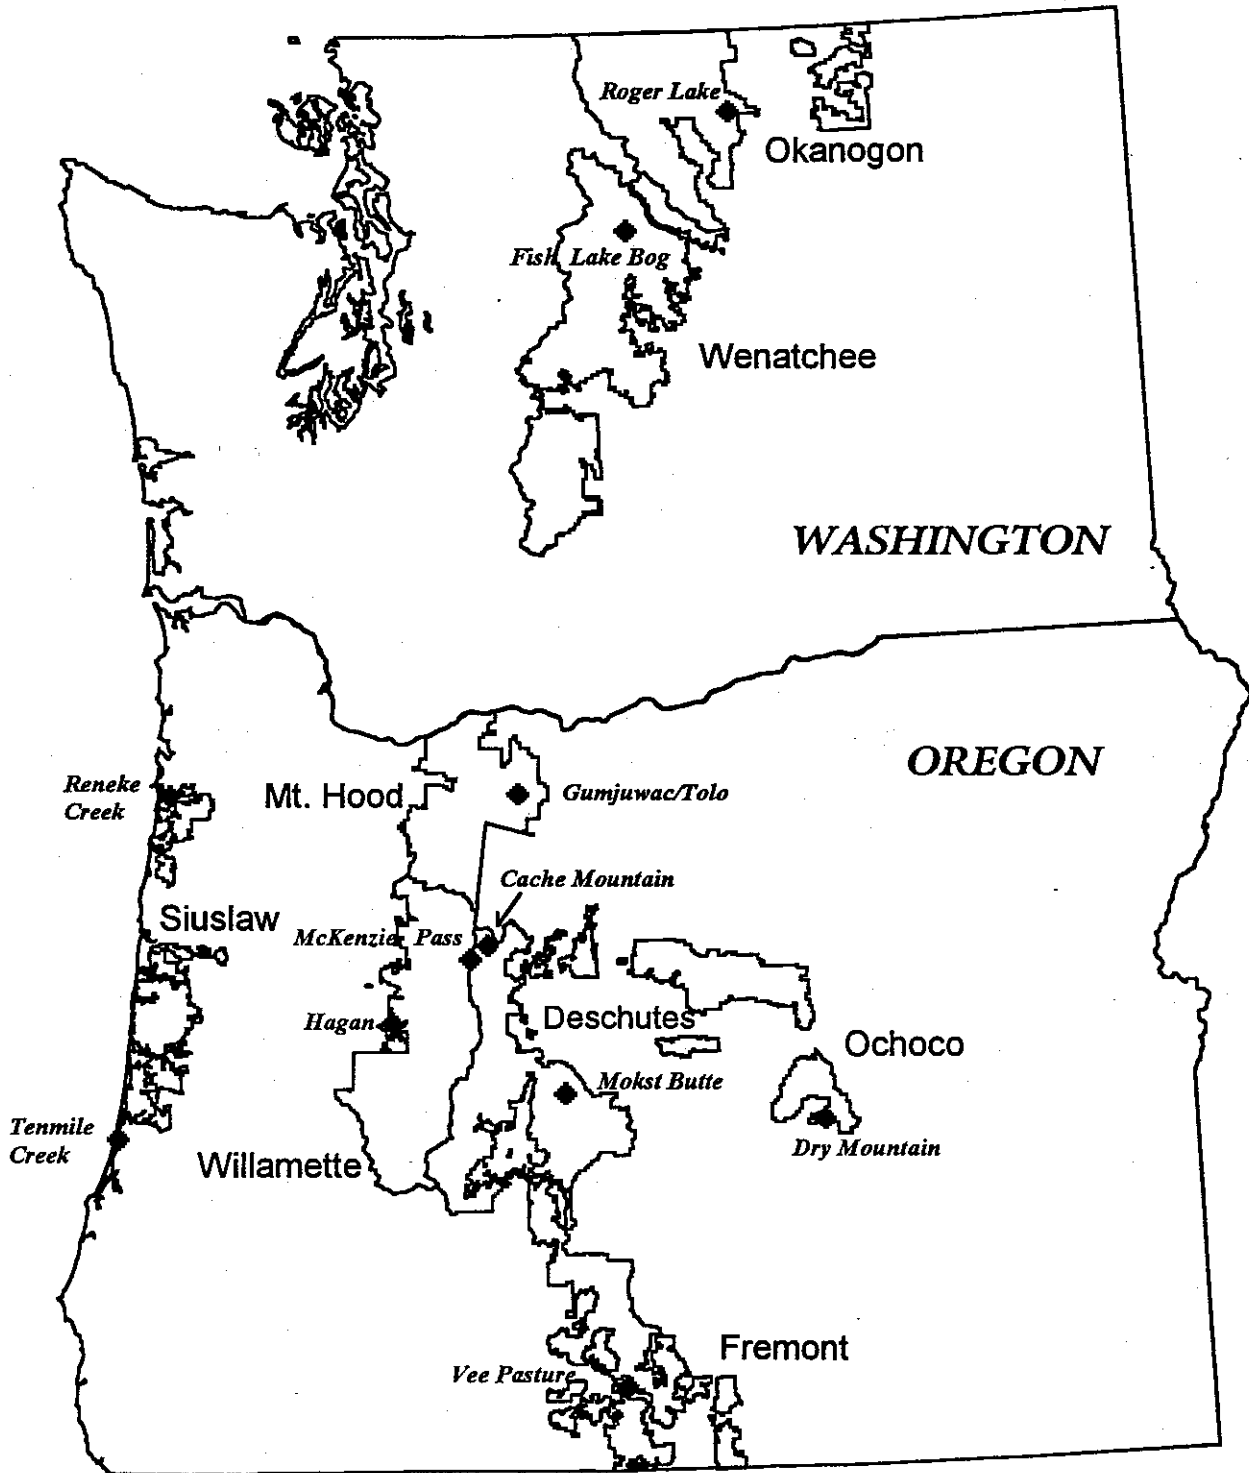 Roger Lake
Okanogon
Fish Lake Bog
Wenatchee
WASHINGTON
OREGON
Reneke
Creek
Mt. Hood
Gumjuwac/Tolo
Cache Mountain
Siuslaw
McKenzie Pass
Hagan
Deschutes
Ochoco
Mokst Butte
Tenmile
Creek
Dry Mountain
Willamette
Fremont
Vee Pasture